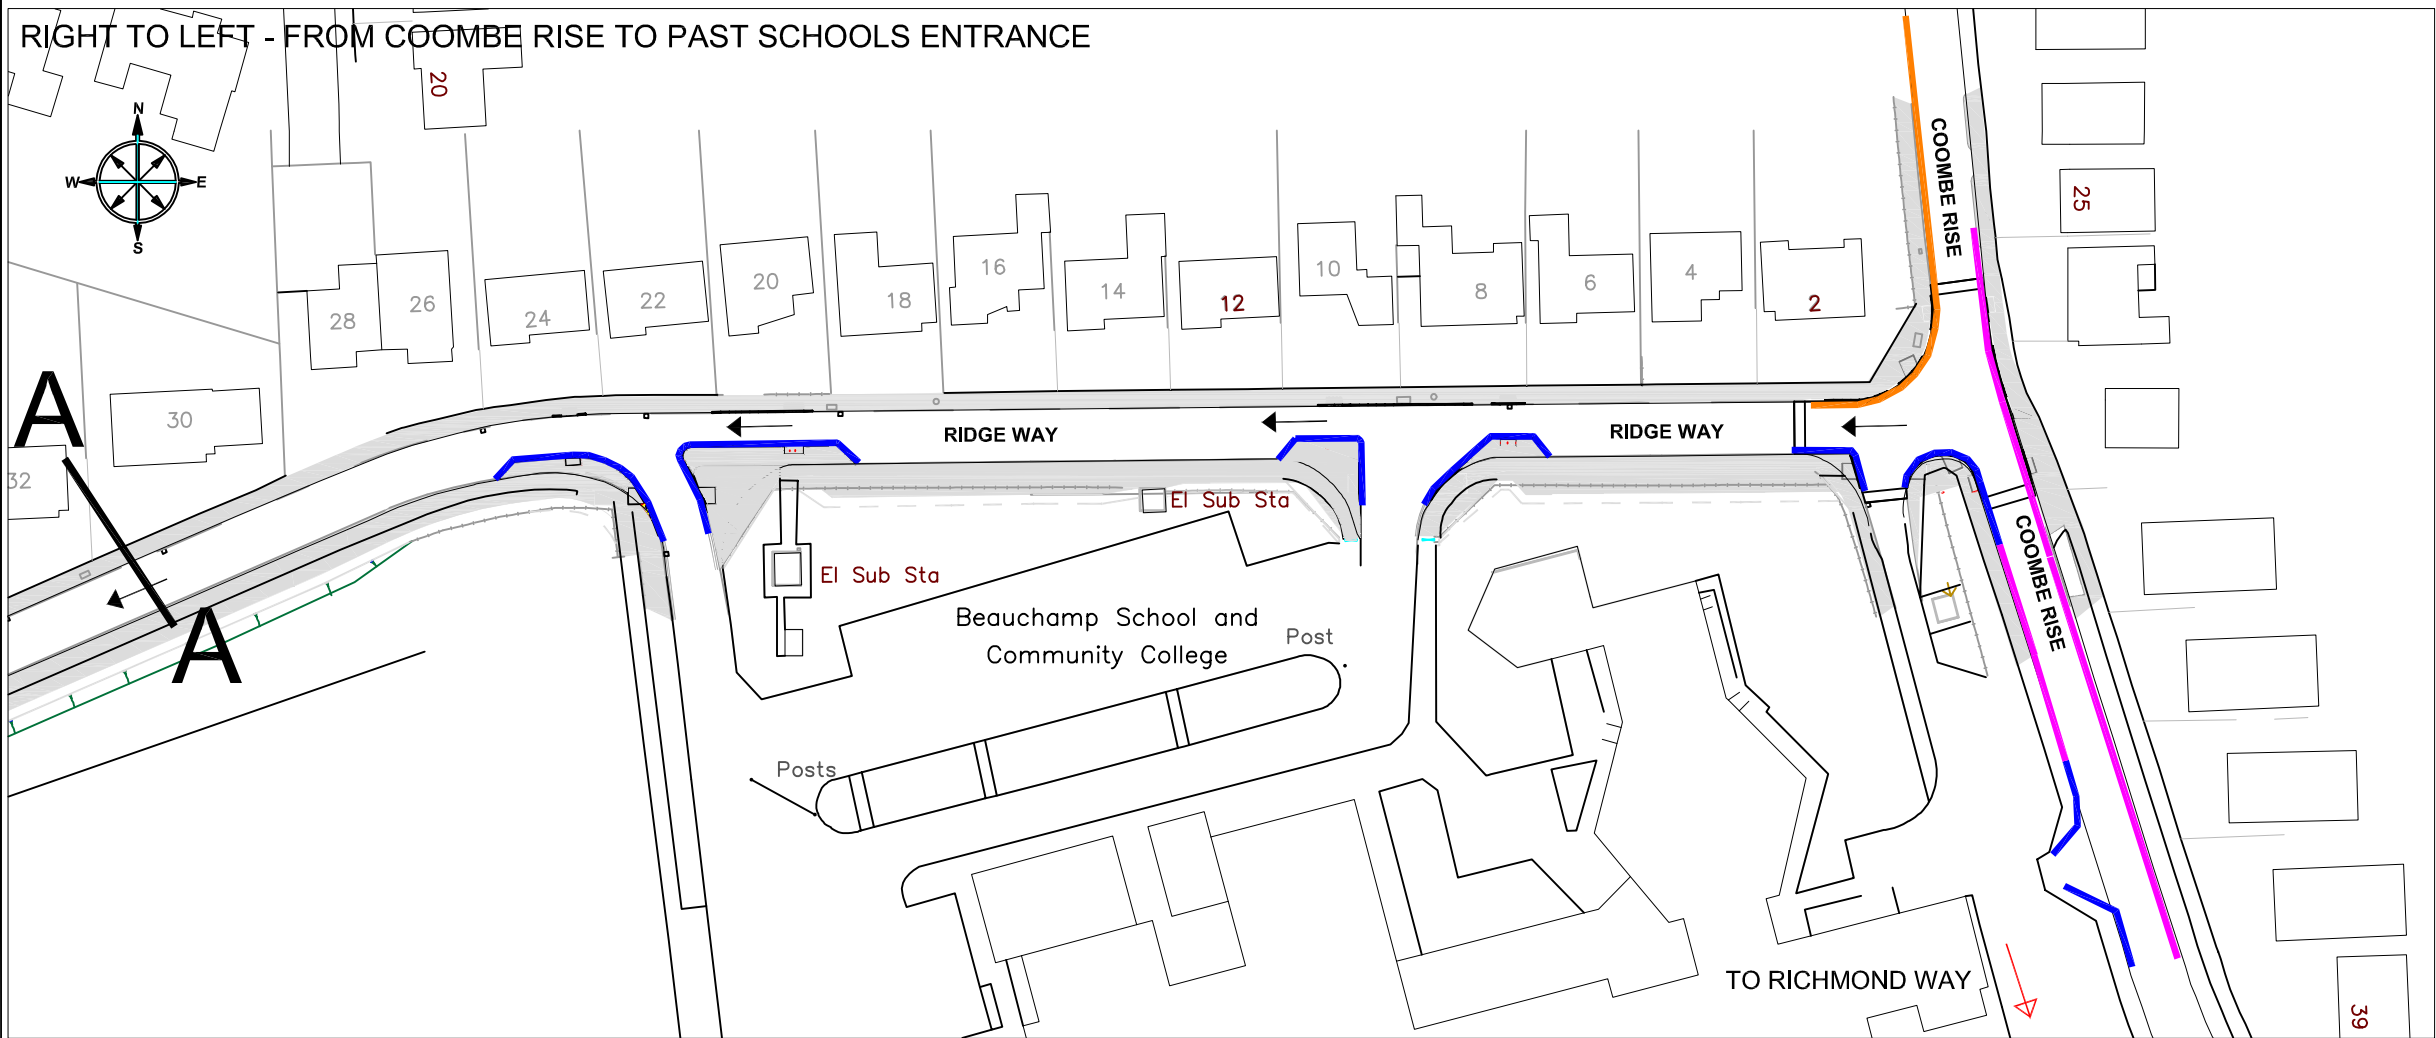 RIGHT TO LEFT - FROM COOMBE RISE TO PAST SCHOOLS ENTRANCE
20
N
W
E
S
COOMBE RISE
25
28
26
24
22
20
18
16
14
12
10
8
6
4
2
A
30
32
RIDGE WAY
RIDGE WAY
El Sub Sta
El Sub Sta
COOMBE RISE
A
Beauchamp School and
Community College
Post
Posts
TO RICHMOND WAY
39